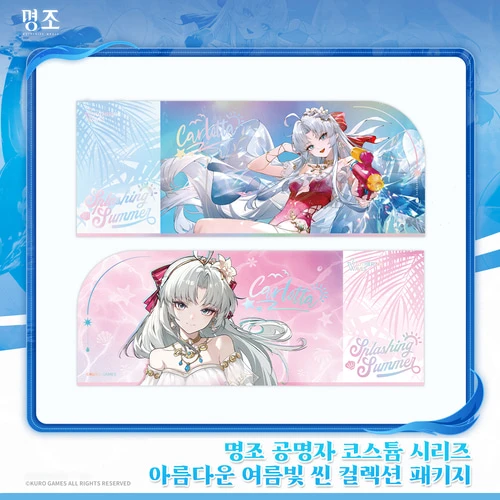 명조
WUTHERING WAVES
Carlotta
Splashing
Summer
Carlotta
Splashing
Summer
명조 공명자 코스튬 시리즈
아름다운 여름빛 씬 컬렉션 패키지
※©KURO GAMES ALL RIGHTS RESERVED